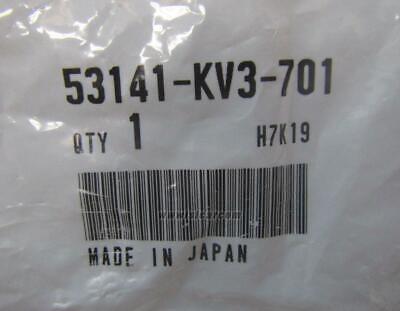 53141-KV3-701
QTY 1 H7K19
MADE IN JAPAN